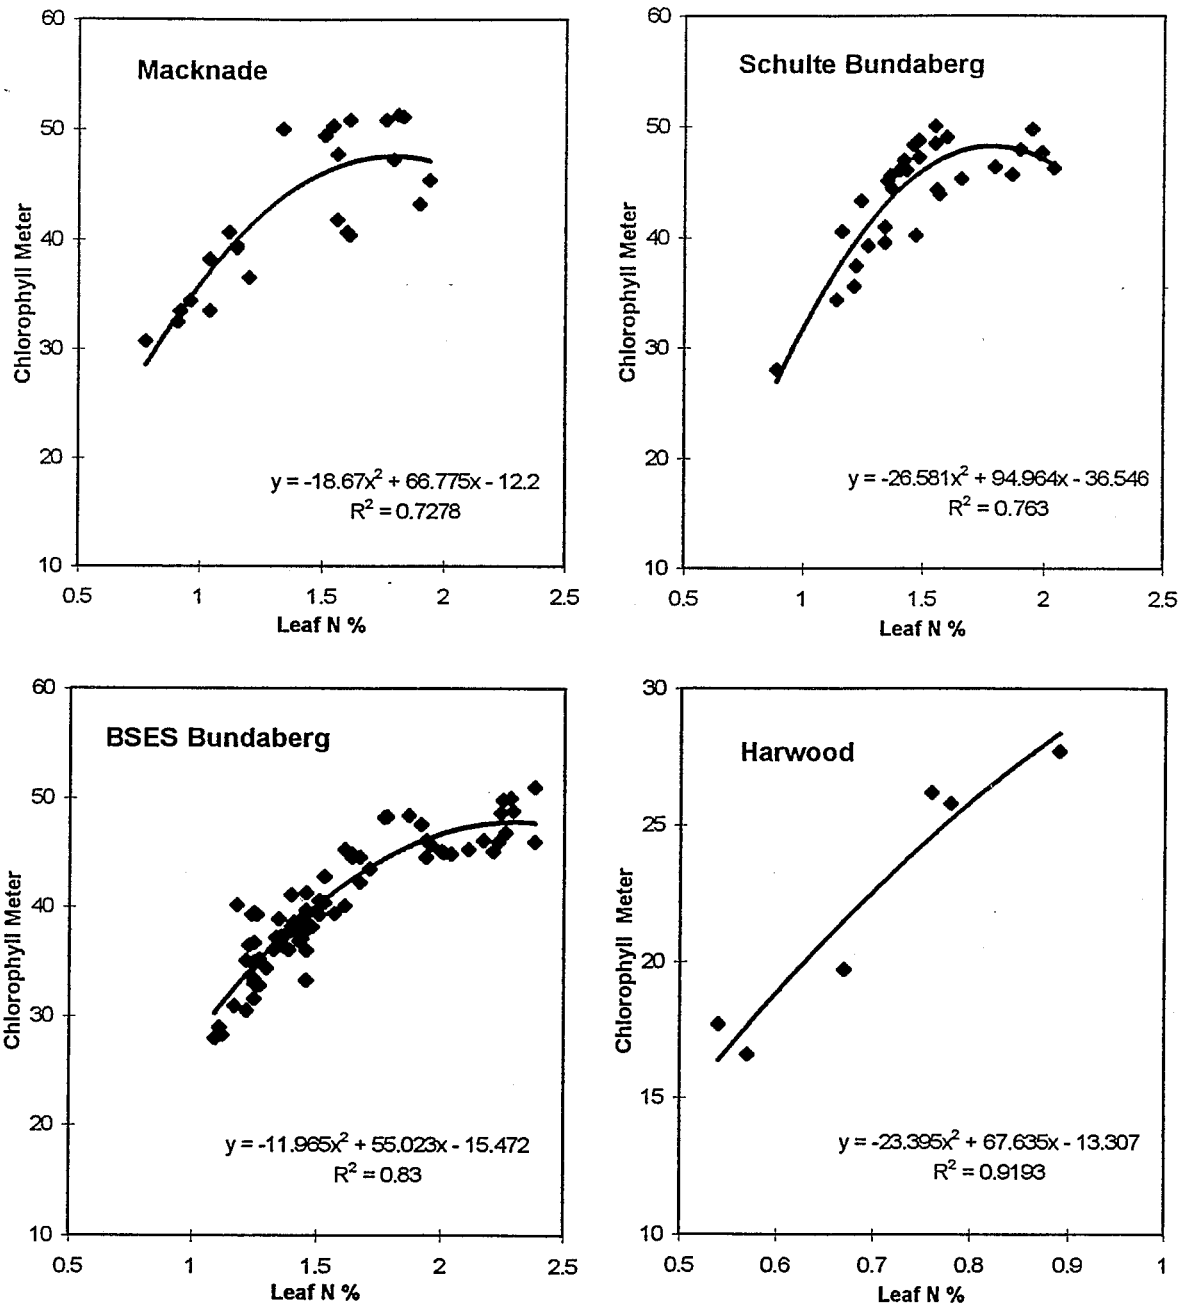 Macknade
60
50
40
30
20
10
Chlorophyll Meter
y = -18.67x² + 66.775x - 12.2
R² = 0.7278
0.5 1 1.5 2 2.5
Leaf N %
Schulte Bundaberg
60
50
40
30
20
10
Chlorophyll Meter
y = -26.581x² + 94.964x - 36.546
R² = 0.763
0.5 1 1.5 2 2.5
Leaf N %
BSES Bundaberg
60
50
40
30
20
10
Chlorophyll Meter
y = -11.965x² + 55.023x - 15.472
R² = 0.83
0.5 1 1.5 2 2.5
Leaf N %
Harwood
30
25
20
15
10
Chlorophyll Meter
y = -23.395x² + 67.635x - 13.307
R² = 0.9193
0.5 0.6 0.7 0.8 0.9 1
Leaf N %